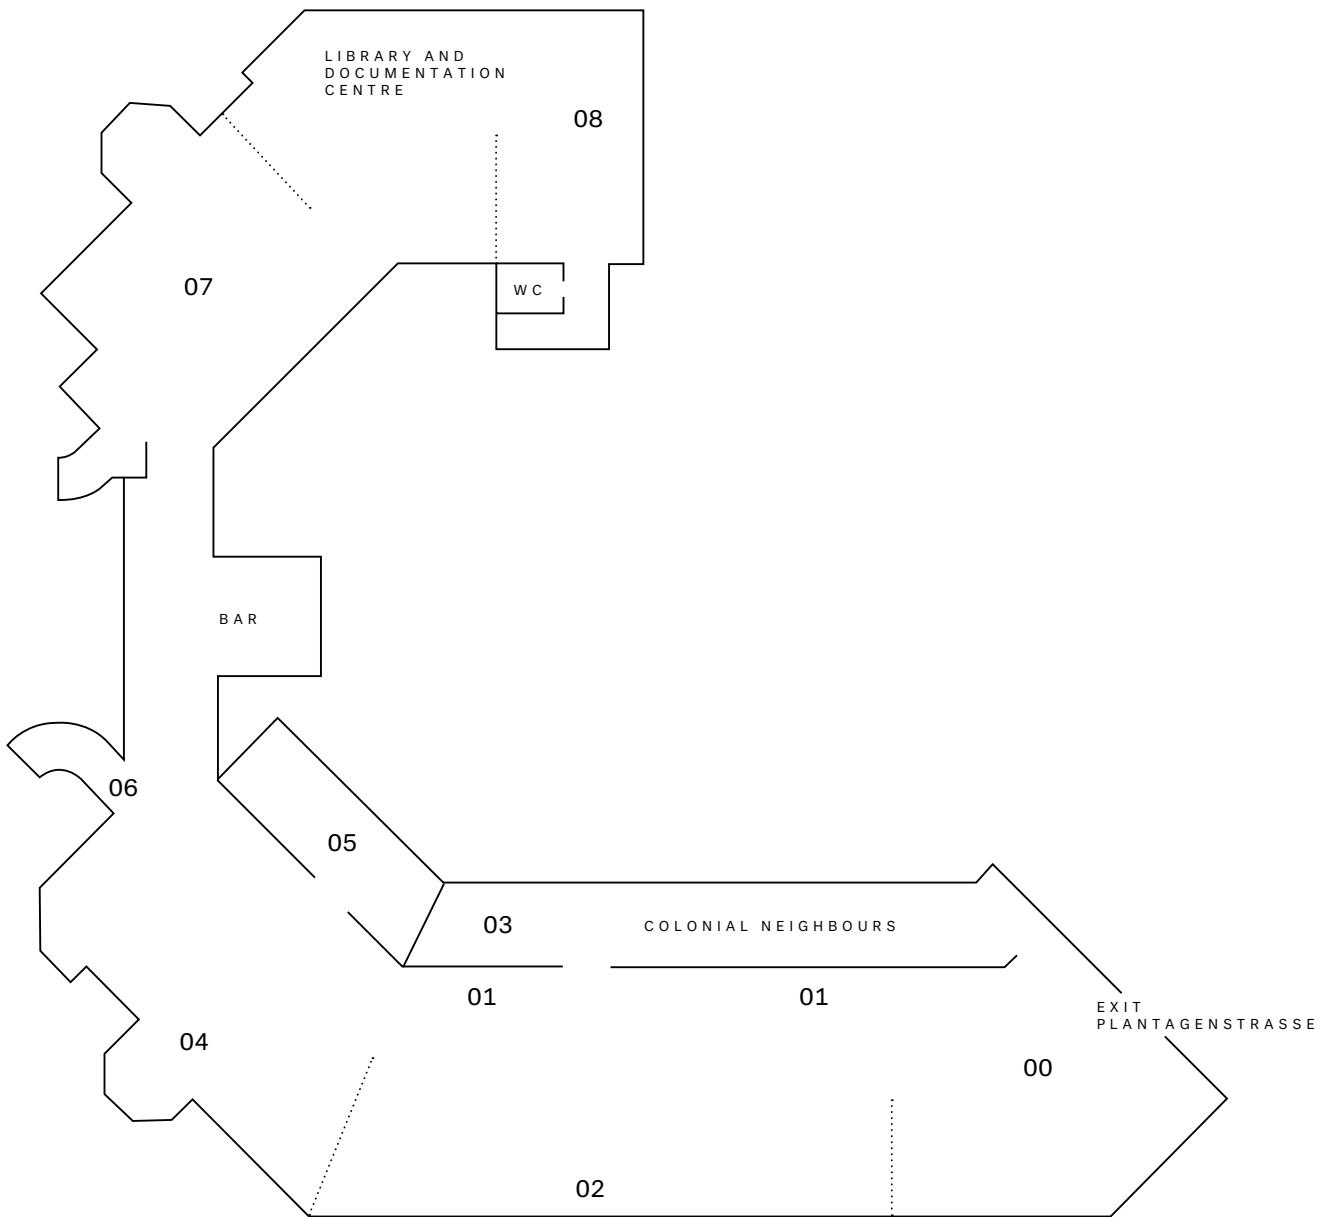 LIBRARY AND
DOCUMENTATION
CENTRE
08
07
WC
BAR
06
05
03
COLONIAL NEIGHBOURS
01
01
EXIT
PLANTAGENSTRASSE
04
00
02